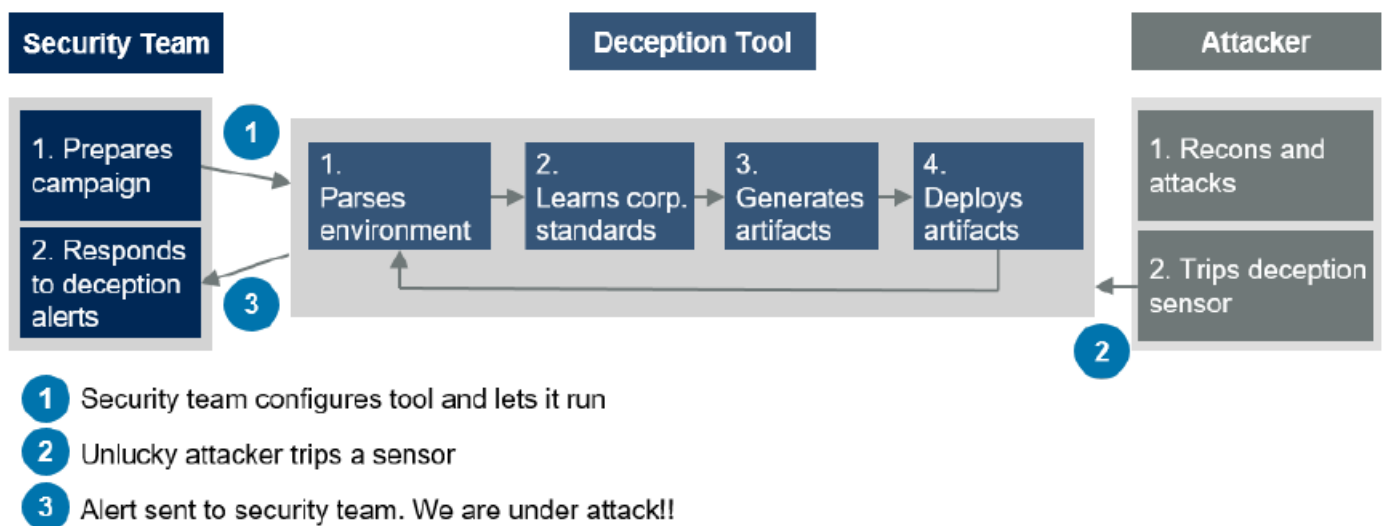 Security Team
Deception Tool
Attacker
1
1. Prepares
campaign
2. Responds
to deception
alerts
3
1.
Parses
environment
2.
Learns corp.
standards
3.
Generates
artifacts
4.
Deploys
artifacts
1. Recons and
attacks
2. Trips deception
sensor
2
1 Security team configures tool and lets it run
2 Unlucky attacker trips a sensor
3 Alert sent to security team. We are under attack!!